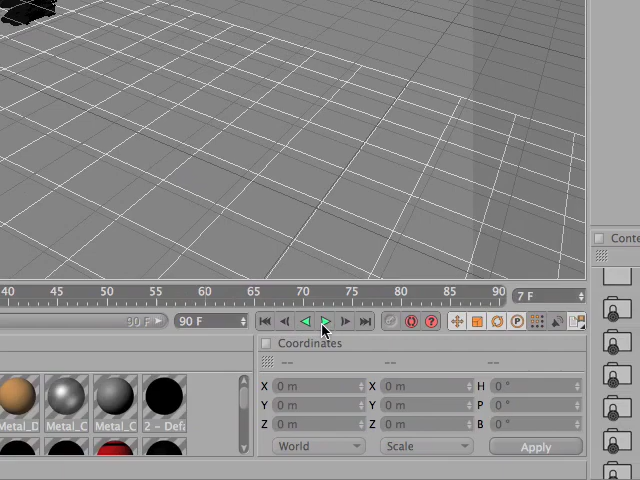 Conte
40 45 50 55 60 65 70 75 80 85 90 7 F
90 F 90 F
Coordinates
-- -- --
X 0 m X 0 m H 0 °
Y 0 m Y 0 m P 0 °
Z 0 m Z 0 m B 0 °
World Scale Apply
Metal_D Metal_C Metal_C 2 – Defa